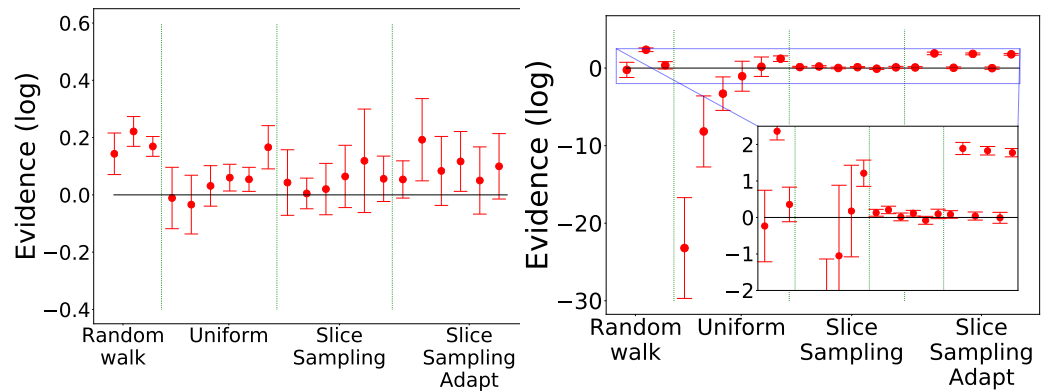 Evidence (log)
0.6
0.4
0.2
0.0
−0.2
−0.4
Random
walk
Uniform
Slice
Sampling
Slice
Sampling
Adapt
Evidence (log)
0
−10
−20
−30
2
1
0
−1
−2
Random
walk
Uniform
Slice
Sampling
Slice
Sampling
Adapt